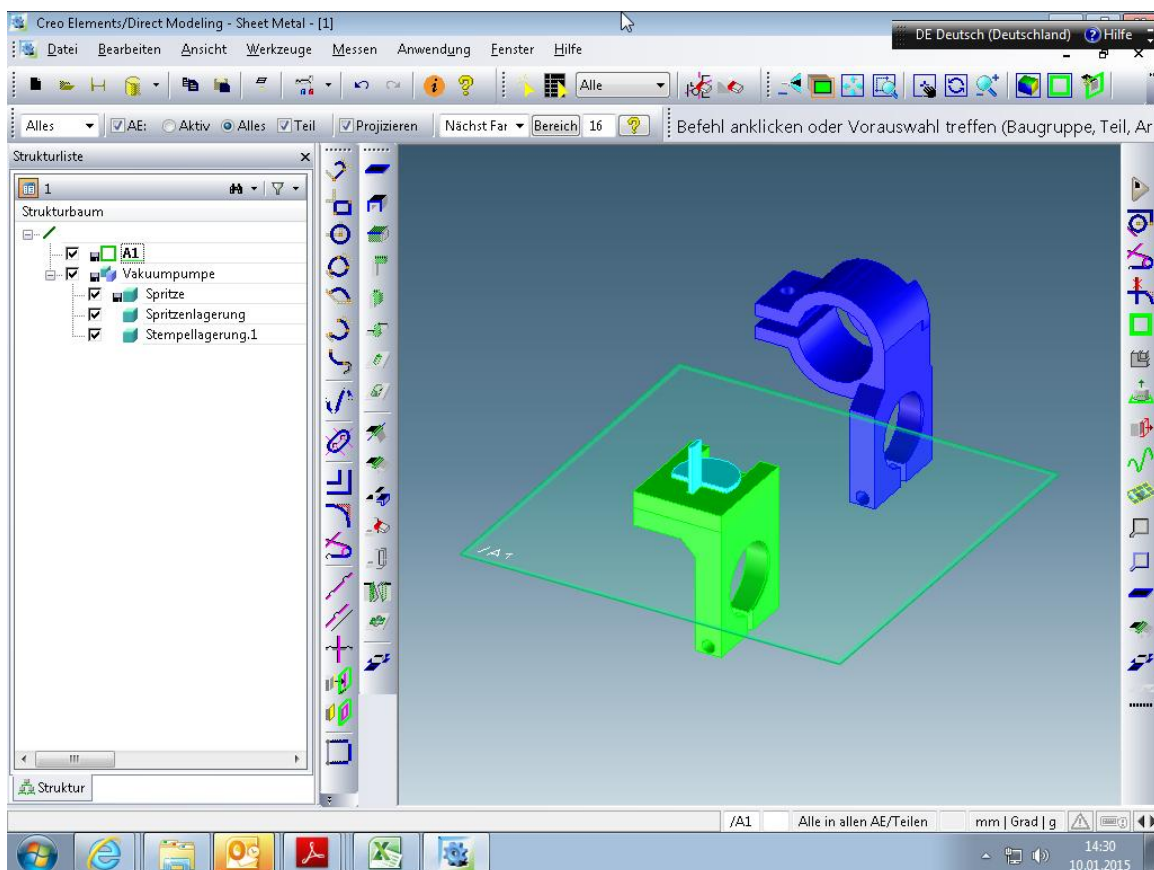 Creo Elements/Direct Modeling - Sheet Metal - [1]
DE Deutsch (Deutschland) ? Hilfe
Datei Bearbeiten Ansicht Werkzeuge Messen Anwendung Fenster Hilfe
Alle
Alles AE: Aktiv Alles Teil Projizieren Nächst Far Bereich 16 Befehl anklicken oder Vorauswahl treffen (Baugruppe, Teil, Ar
Strukturliste x
1
Strukturbaum
A1
Vakuumpumpe
Spritze
Spritzenlagerung
Stempellagerung.1
/A1
Struktur
/A1 Alle in allen AE/Teilen mm | Grad | g
14:30
10.01.2015